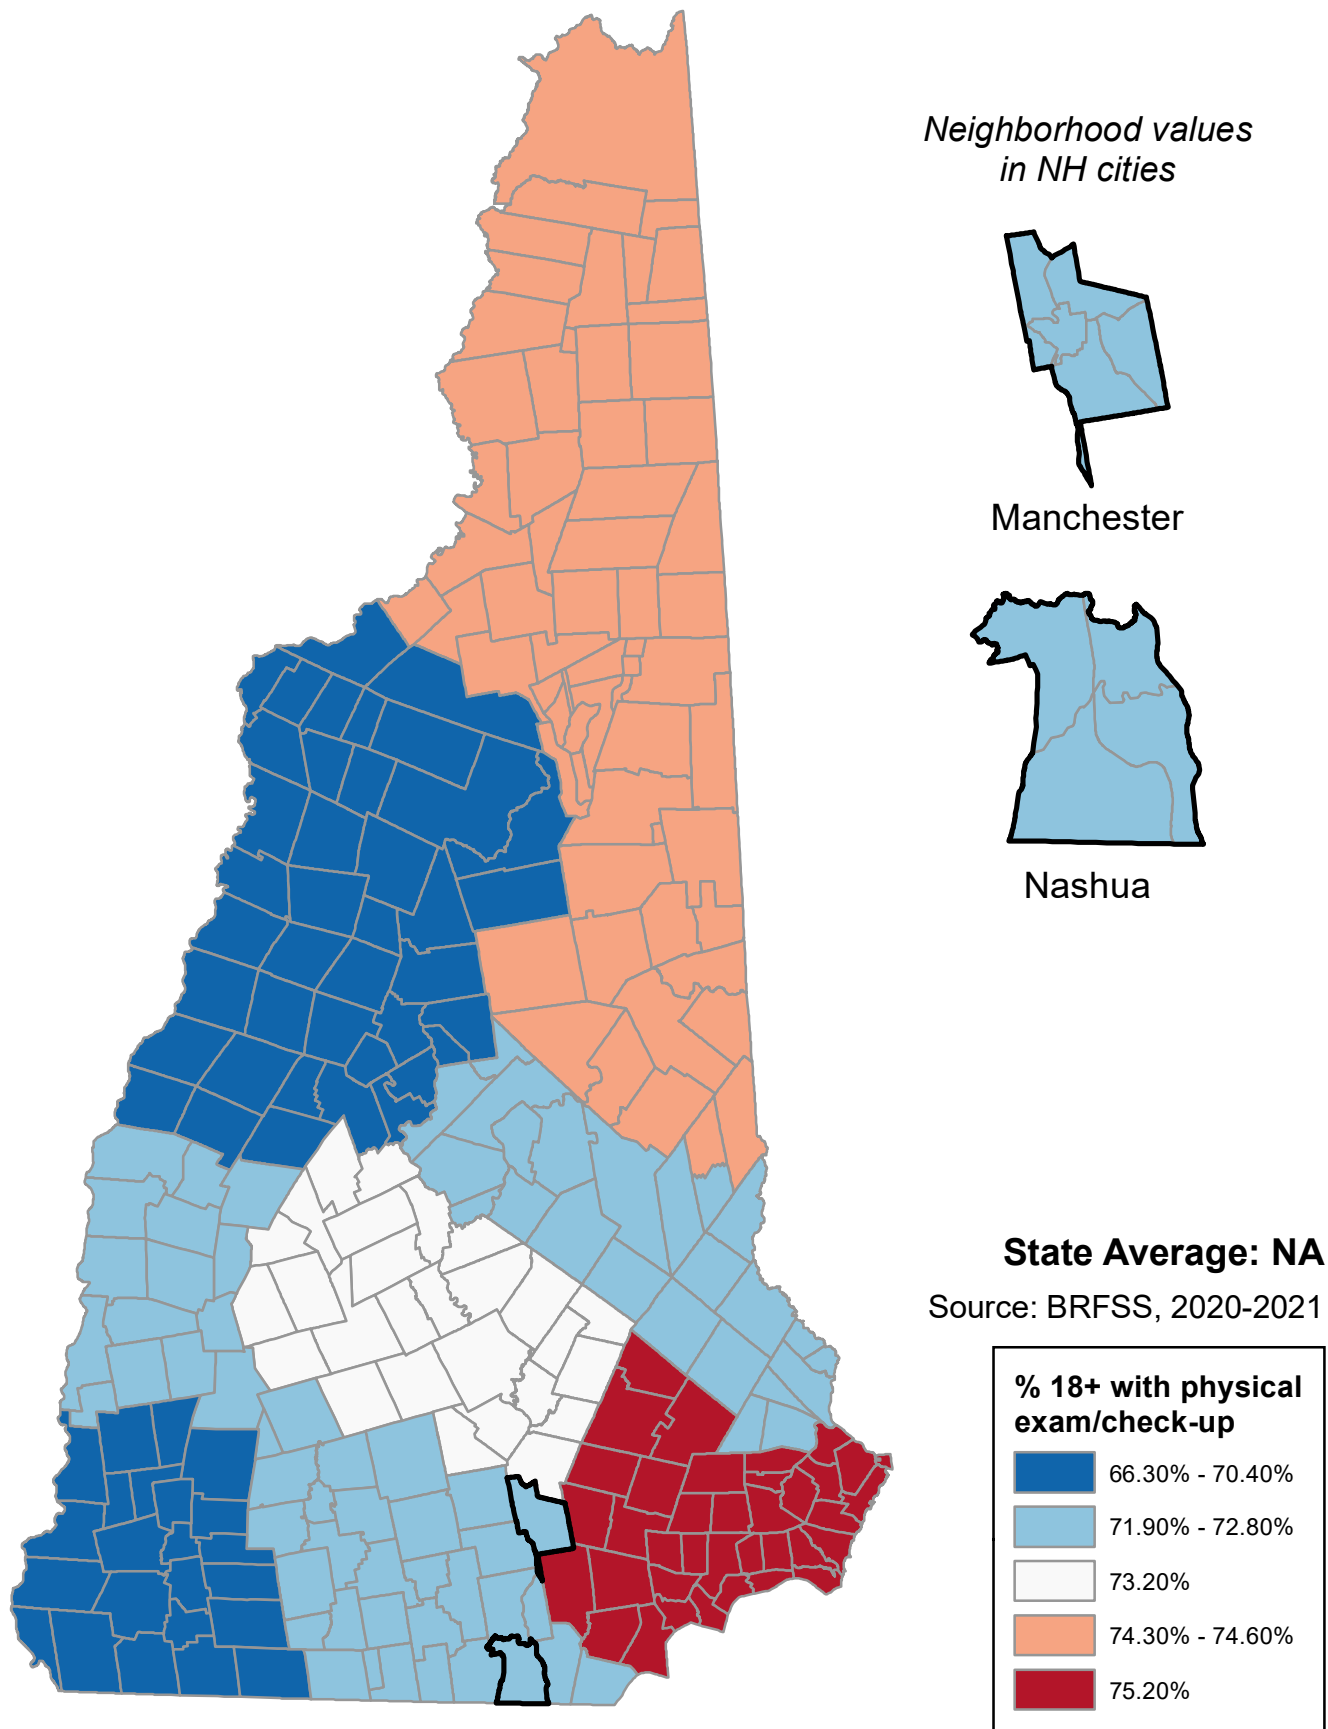 Neighborhood values
in NH cities
Manchester
Nashua
State Average: NA
Source: BRFSS, 2020-2021
% 18+ with physical
exam/check-up
66.30% - 70.40%
71.90% - 72.80%
73.20%
74.30% - 74.60%
75.20%